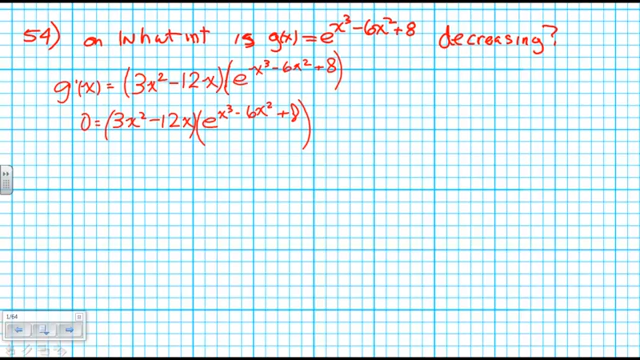 54) on what int is g(x) = e^x³ - 6x² + 8 decreasing?
g'(x) = (3x² - 12x)(e^-x³ - 6x² + 8)
0 = (3x² - 12x)(e^x³ - 6x² + 8)
1/64